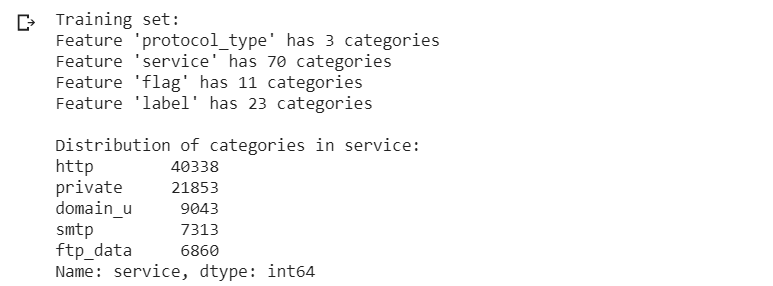 Training set:
Feature 'protocol_type' has 3 categories
Feature 'service' has 70 categories
Feature 'flag' has 11 categories
Feature 'label' has 23 categories

Distribution of categories in service:
http         40338
private      21853
domain_u      9043
smtp          7313
ftp_data      6860
Name: service, dtype: int64